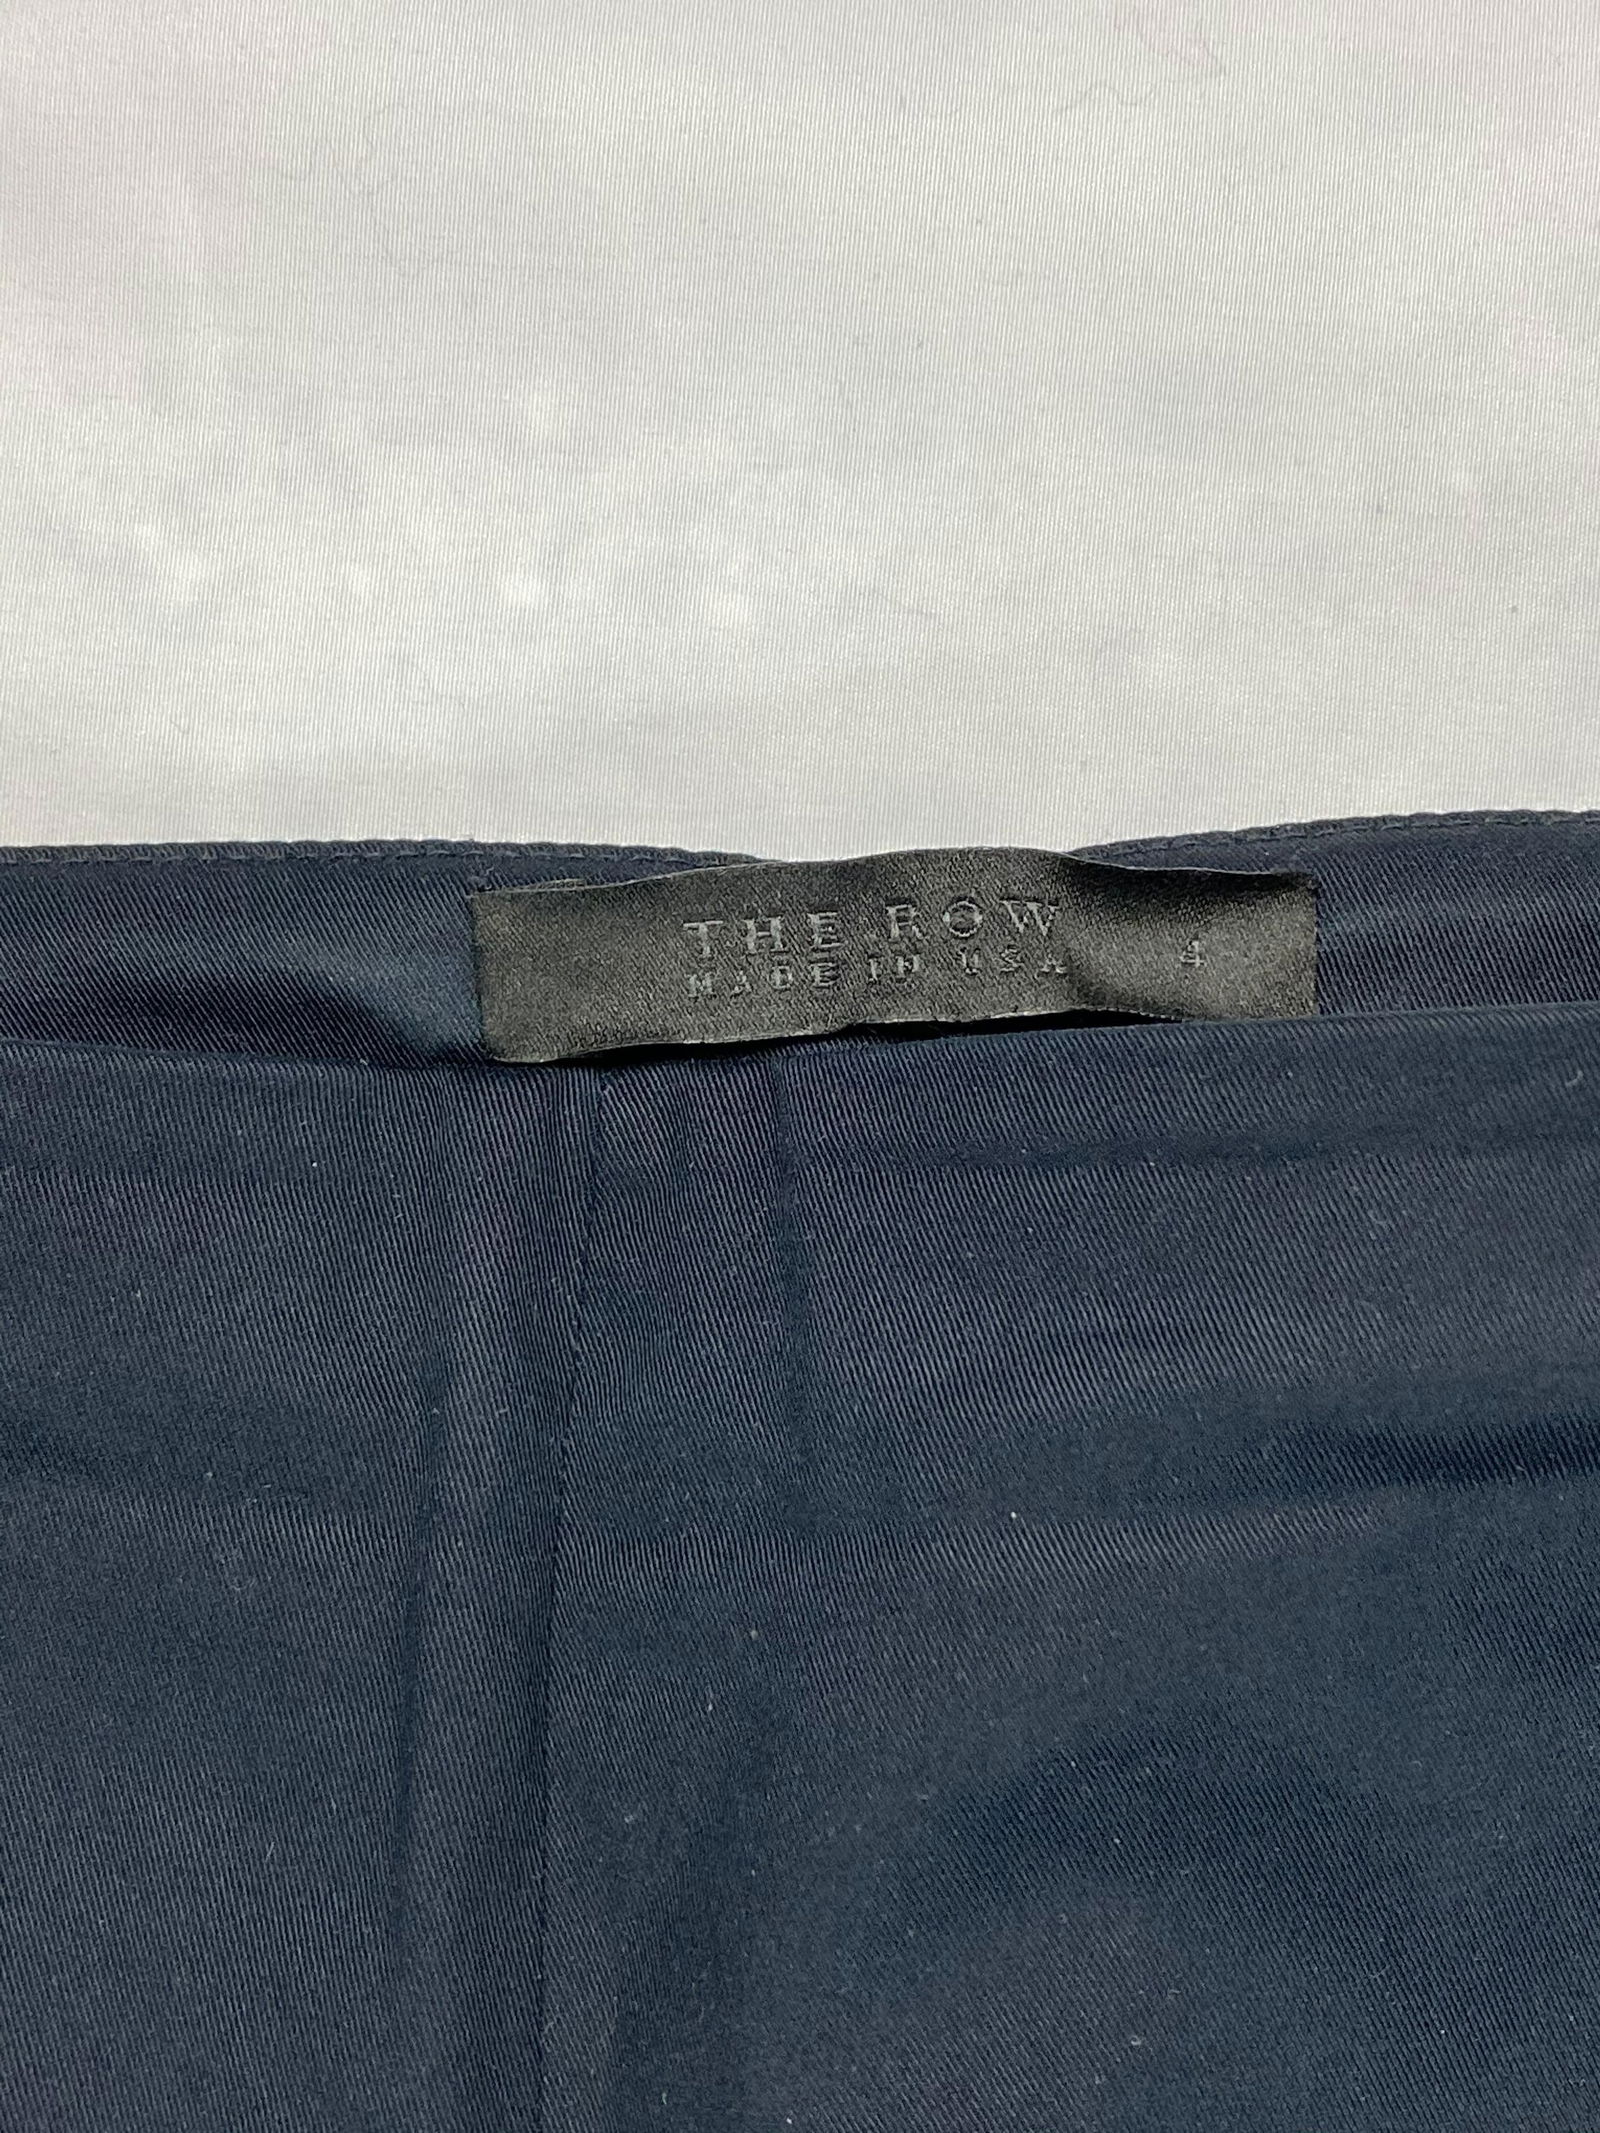 THE ROW
MADE IN USA 4